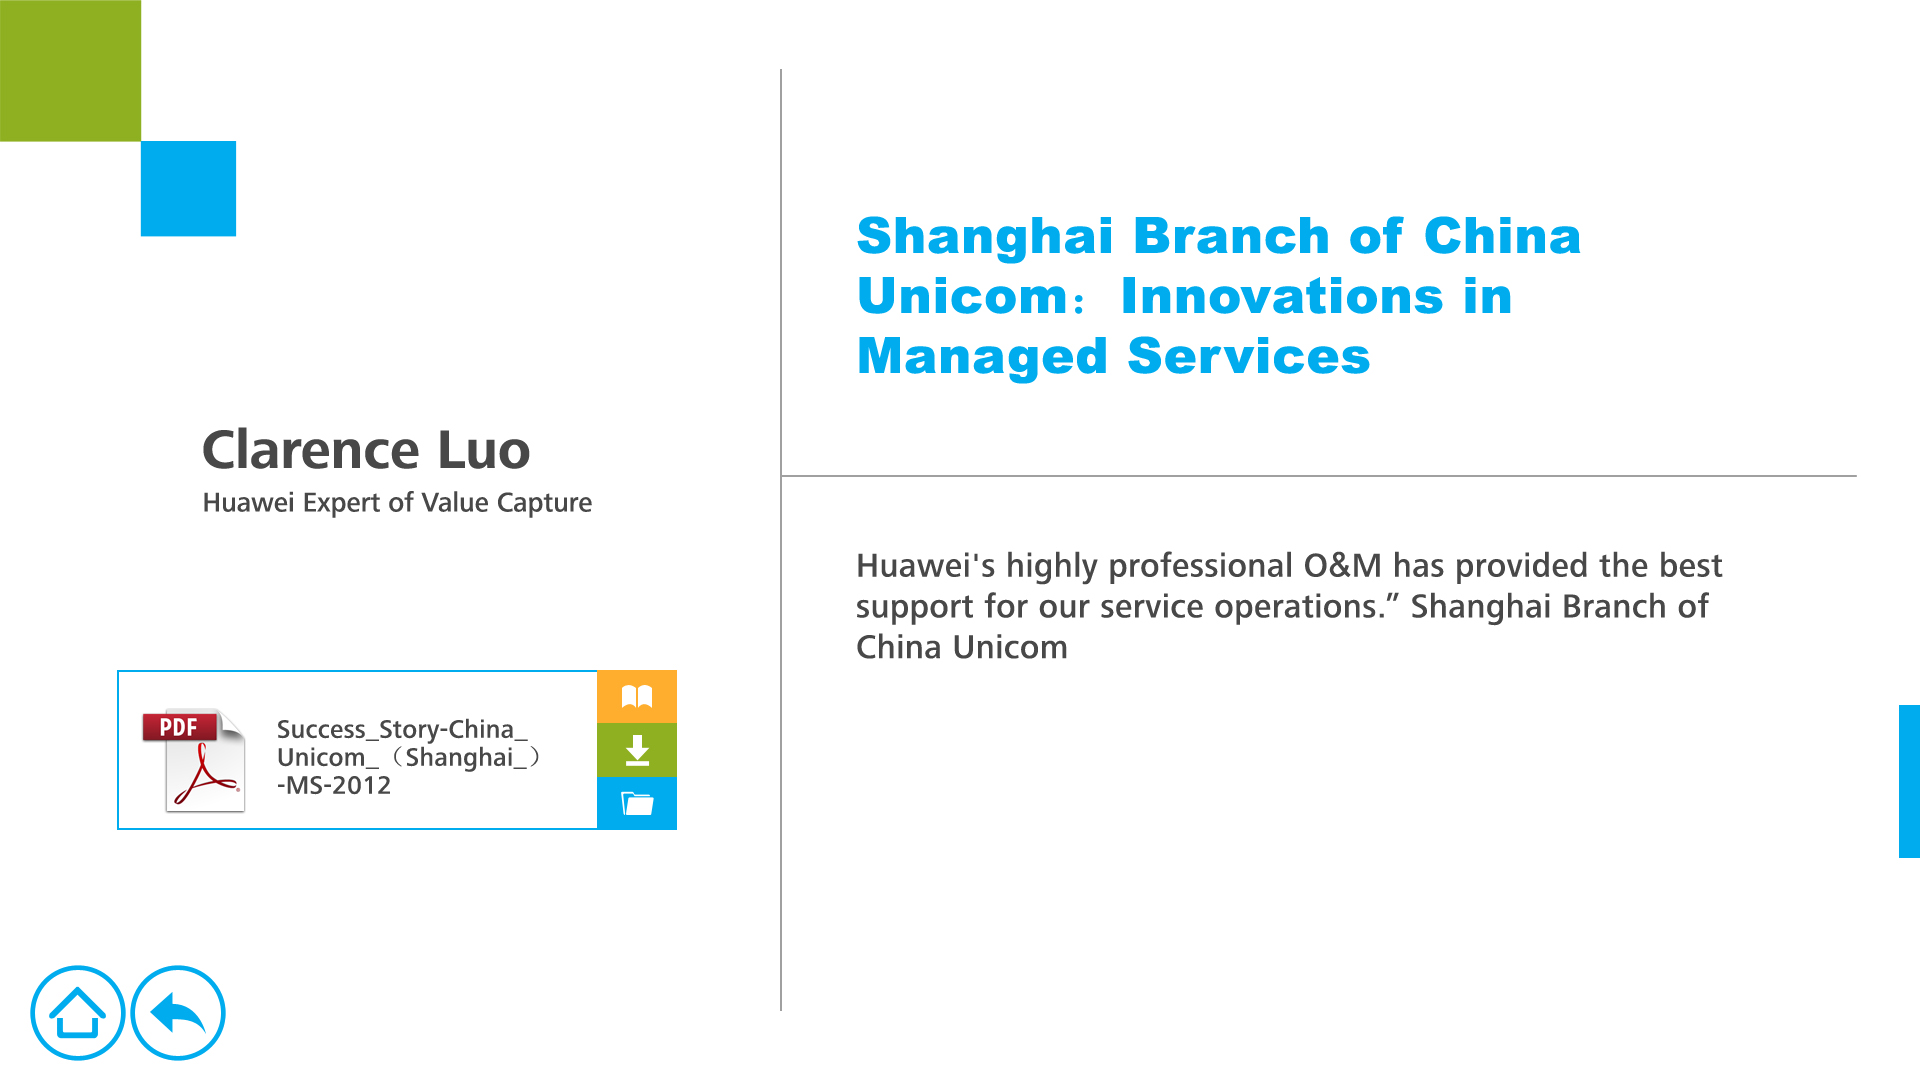 Clarence Luo
Huawei Expert of Value Capture
PDF
Success_Story-China_
Unicom_（Shanghai_）
-MS-2012
Shanghai Branch of China
Unicom：Innovations in
Managed Services
Huawei's highly professional O&M has provided the best
support for our service operations.” Shanghai Branch of
China Unicom